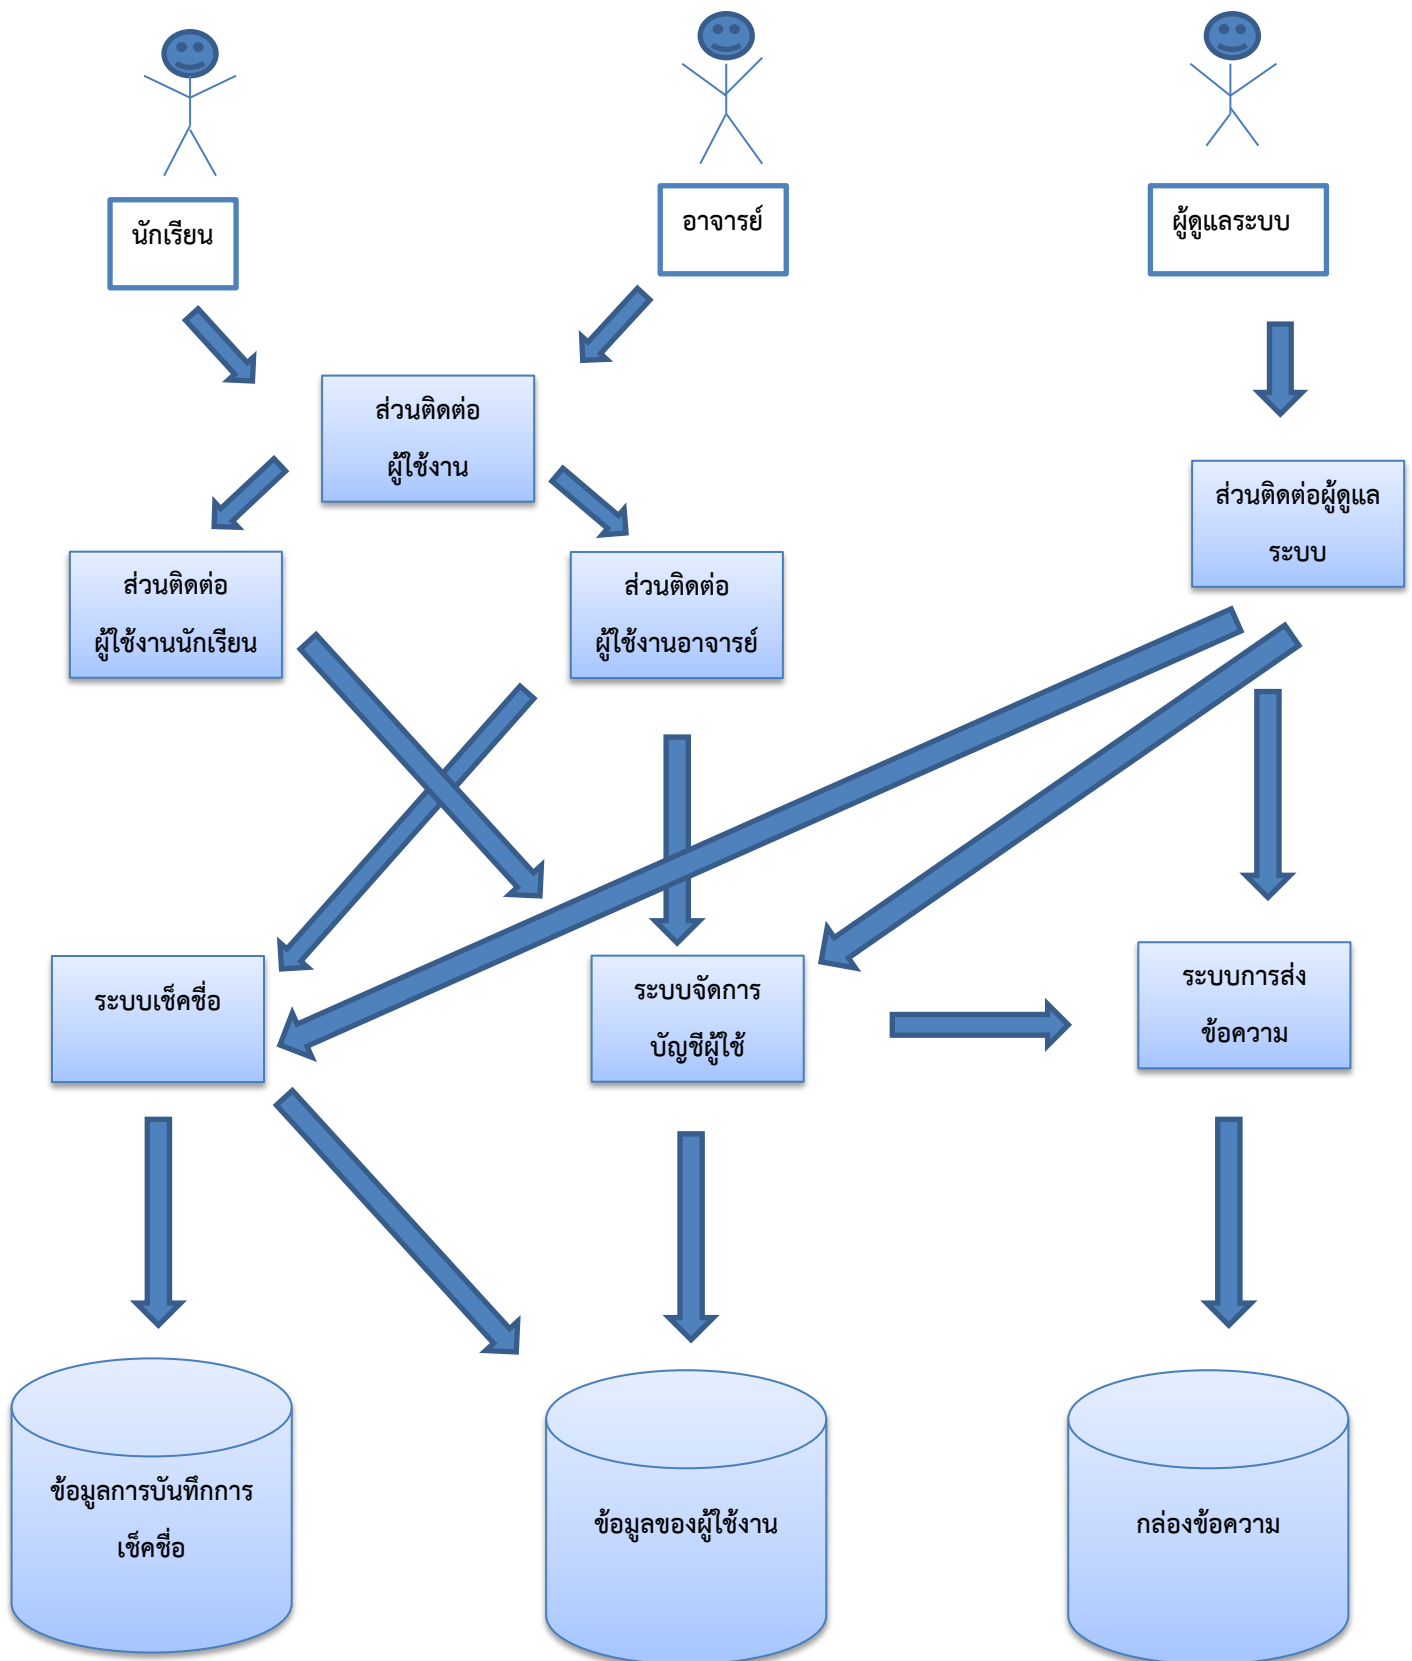 นักเรียน
อาจารย์
ผู้ดูแลระบบ
ส่วนติดต่อ
ผู้ใช้งาน
ส่วนติดต่อผู้ดูแล
ระบบ
ส่วนติดต่อ
ผู้ใช้งานนักเรียน
ส่วนติดต่อ
ผู้ใช้งานอาจารย์
ระบบเช็คชื่อ
ระบบจัดการ
บัญชีผู้ใช้
ระบบการส่ง
ข้อความ
ข้อมูลการบันทึกการ
เช็คชื่อ
ข้อมูลของผู้ใช้งาน
กล่องข้อความ